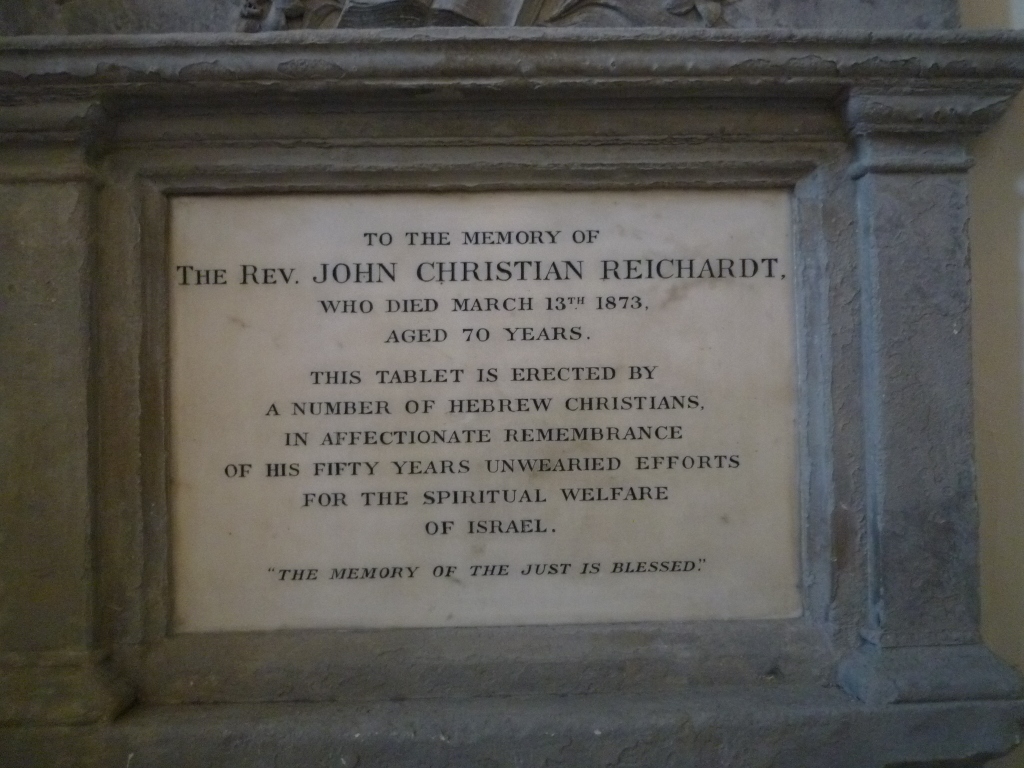 TO THE MEMORY OF
THE REV. JOHN CHRISTIAN REICHARDT,
WHO DIED MARCH 13TH 1873,
AGED 70 YEARS.
THIS TABLET IS ERECTED BY
A NUMBER OF HEBREW CHRISTIANS,
IN AFFECTIONATE REMEMBRANCE
OF HIS FIFTY YEARS UNWEARIED EFFORTS
FOR THE SPIRITUAL WELFARE
OF ISRAEL.
"THE MEMORY OF THE JUST IS BLESSED."